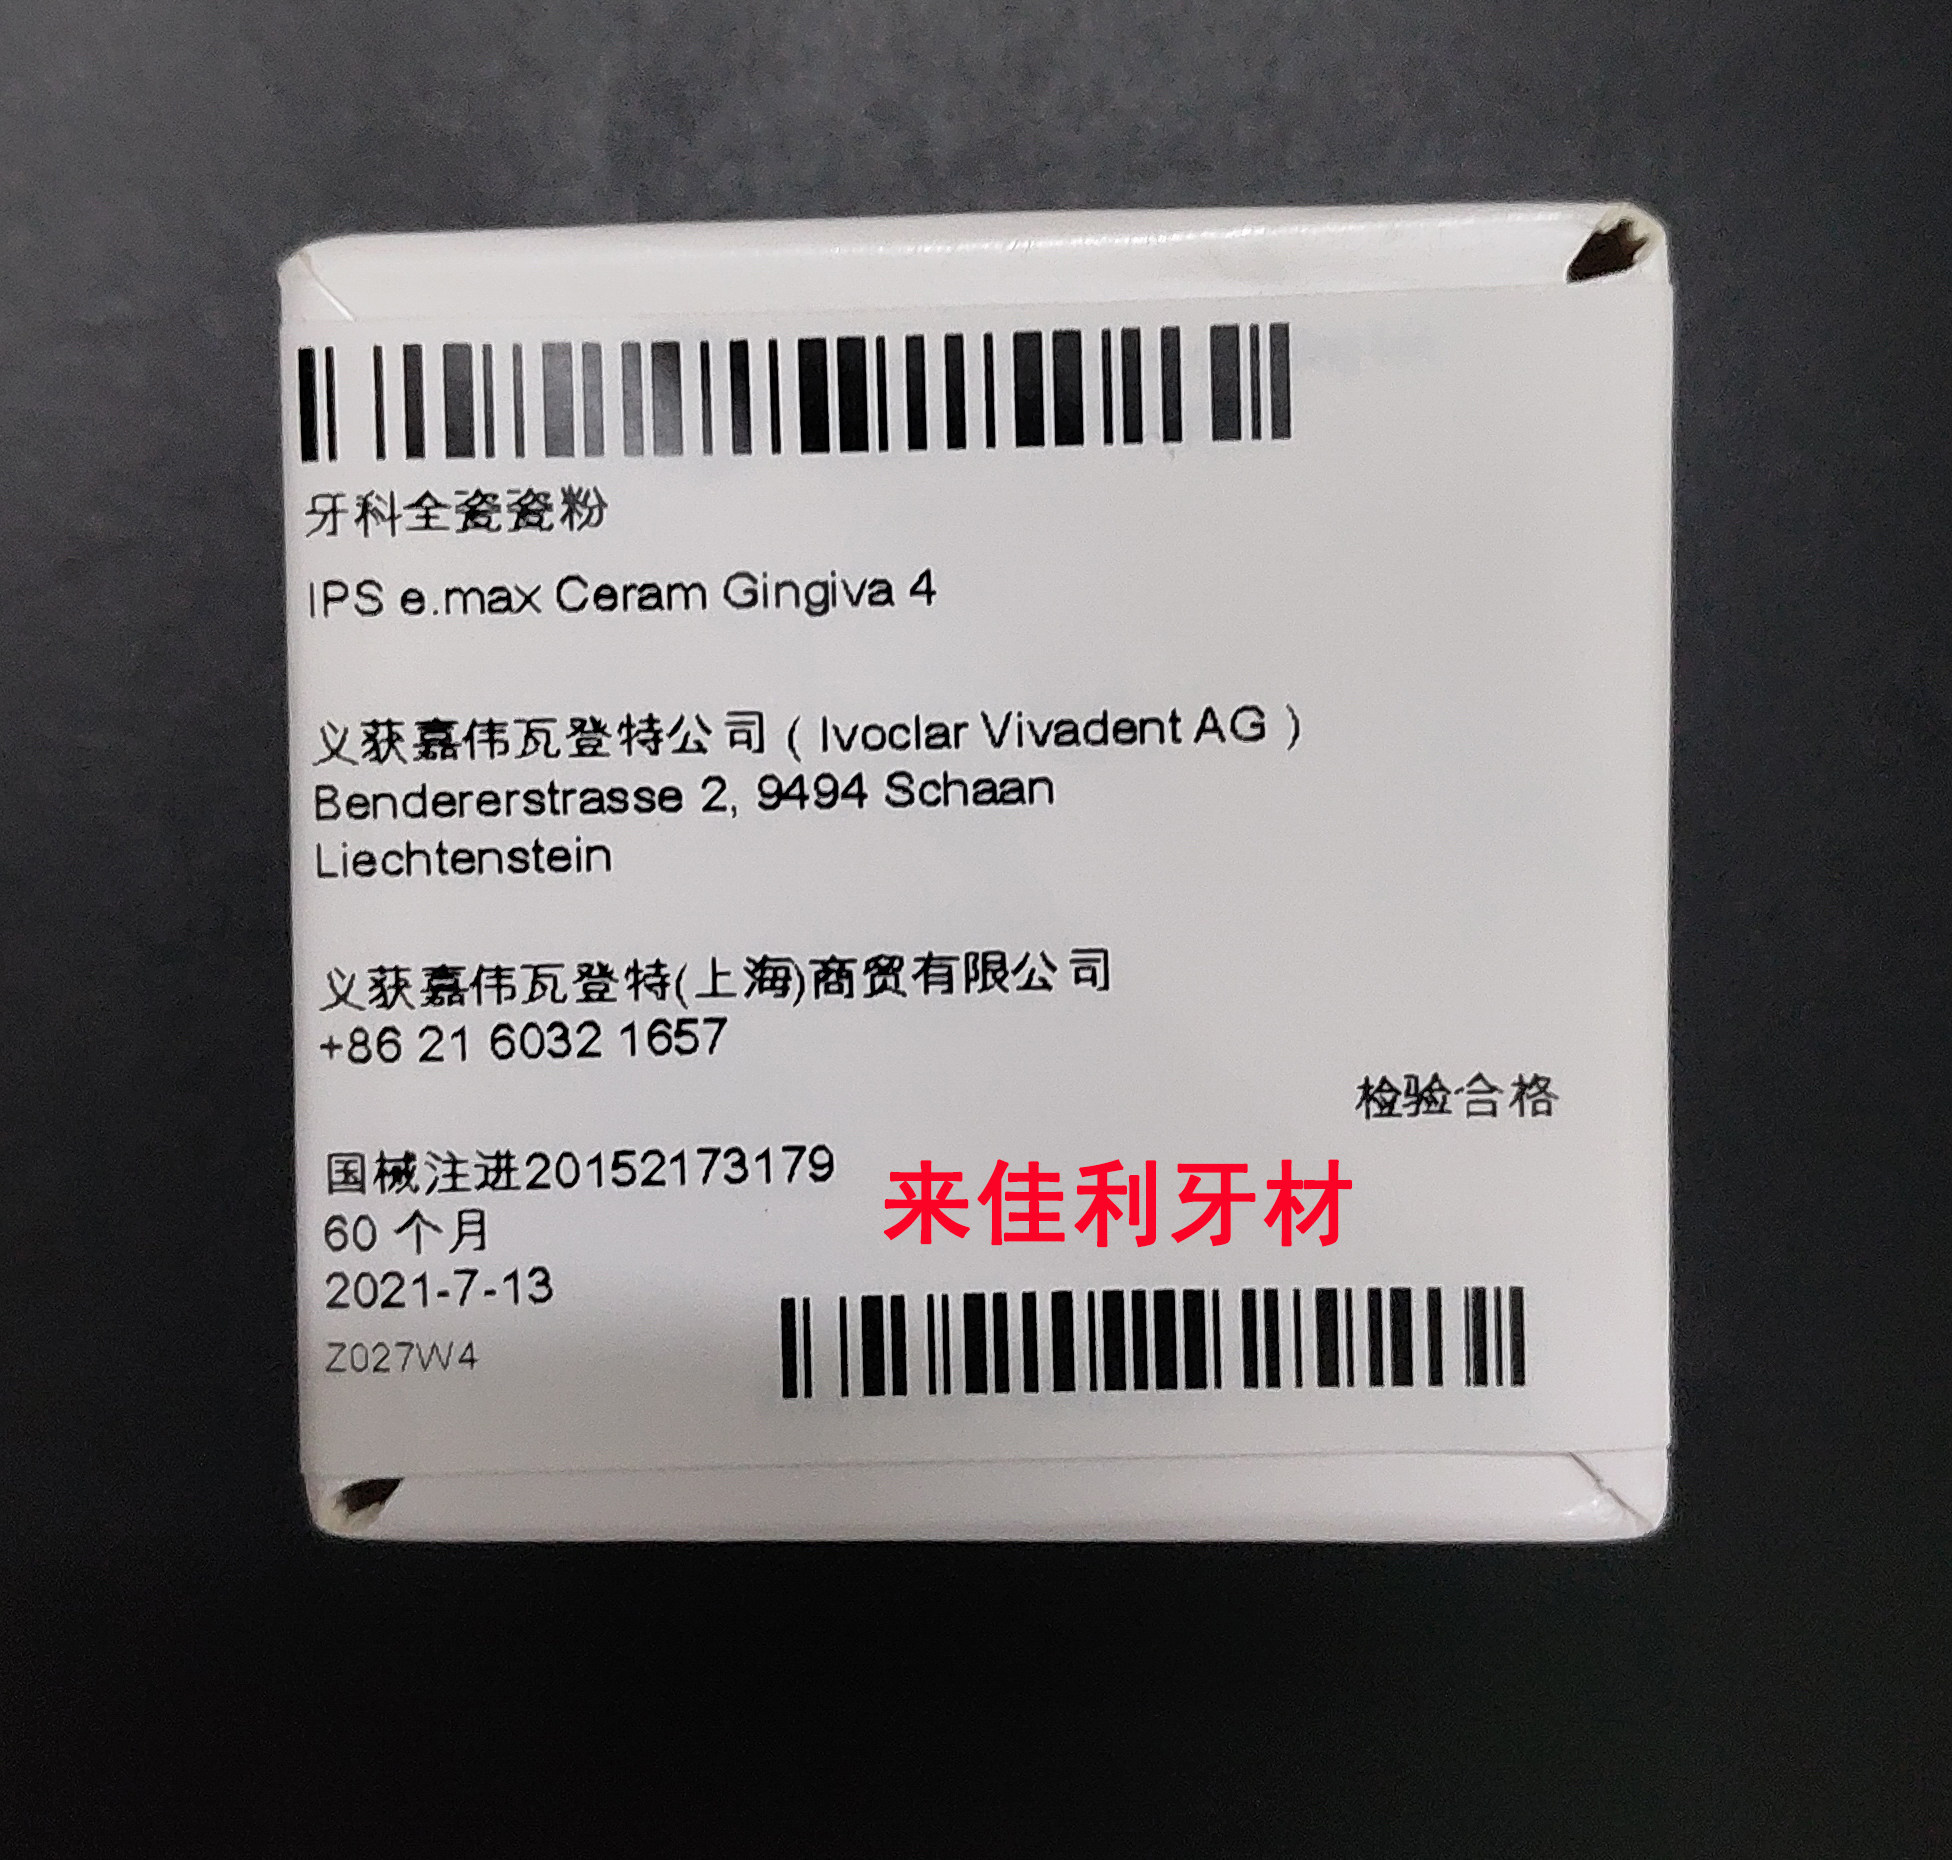 牙科全瓷瓷粉
IPS e.max Ceram Gingiva 4
义获嘉伟瓦登特公司（Ivoclar Vivadent AG）
Bendererstrasse 2, 9494 Schaan
Liechtenstein
义获嘉伟瓦登特(上海)商贸有限公司
+86 21 6032 1657
检验合格
国械注进20152173179
来佳利牙材
60 个月
2021-7-13
Z027W4